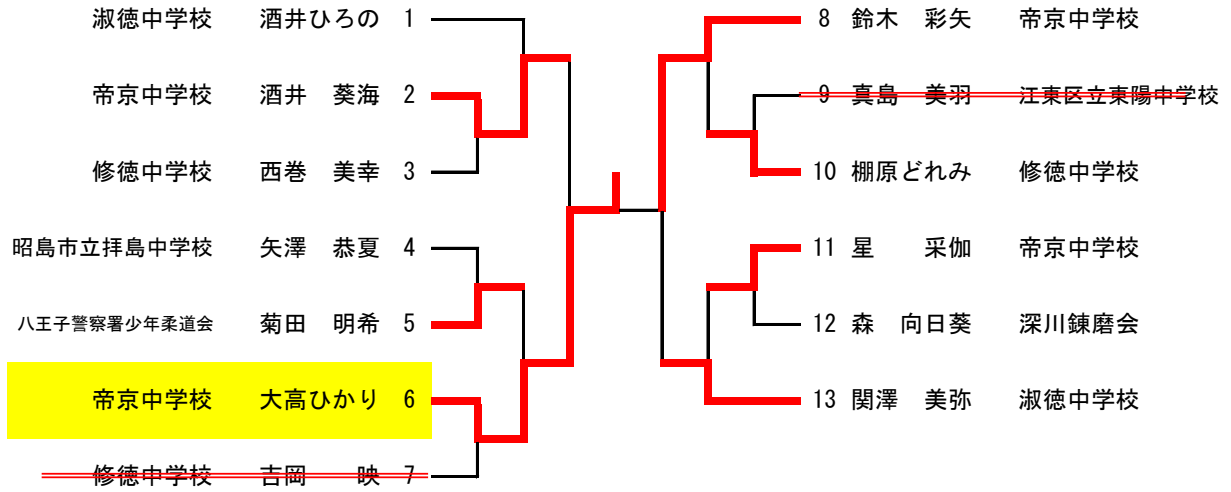 淑徳中学校 酒井ひろの 1
帝京中学校 酒井 葵海 2
修徳中学校 西巻 美幸 3
昭島市立拝島中学校 矢澤 恭夏 4
八王子警察署少年柔道会 菊田 明希 5
帝京中学校 大高ひかり 6
修徳中学校 吉岡 映 7
8 鈴木 彩矢 帝京中学校
9 真島 美羽 江東区立東陽中学校
10 棚原どれみ 修徳中学校
11 星 采伽 帝京中学校
12 森 向日葵 深川錬磨会
13 関澤 美弥 淑徳中学校